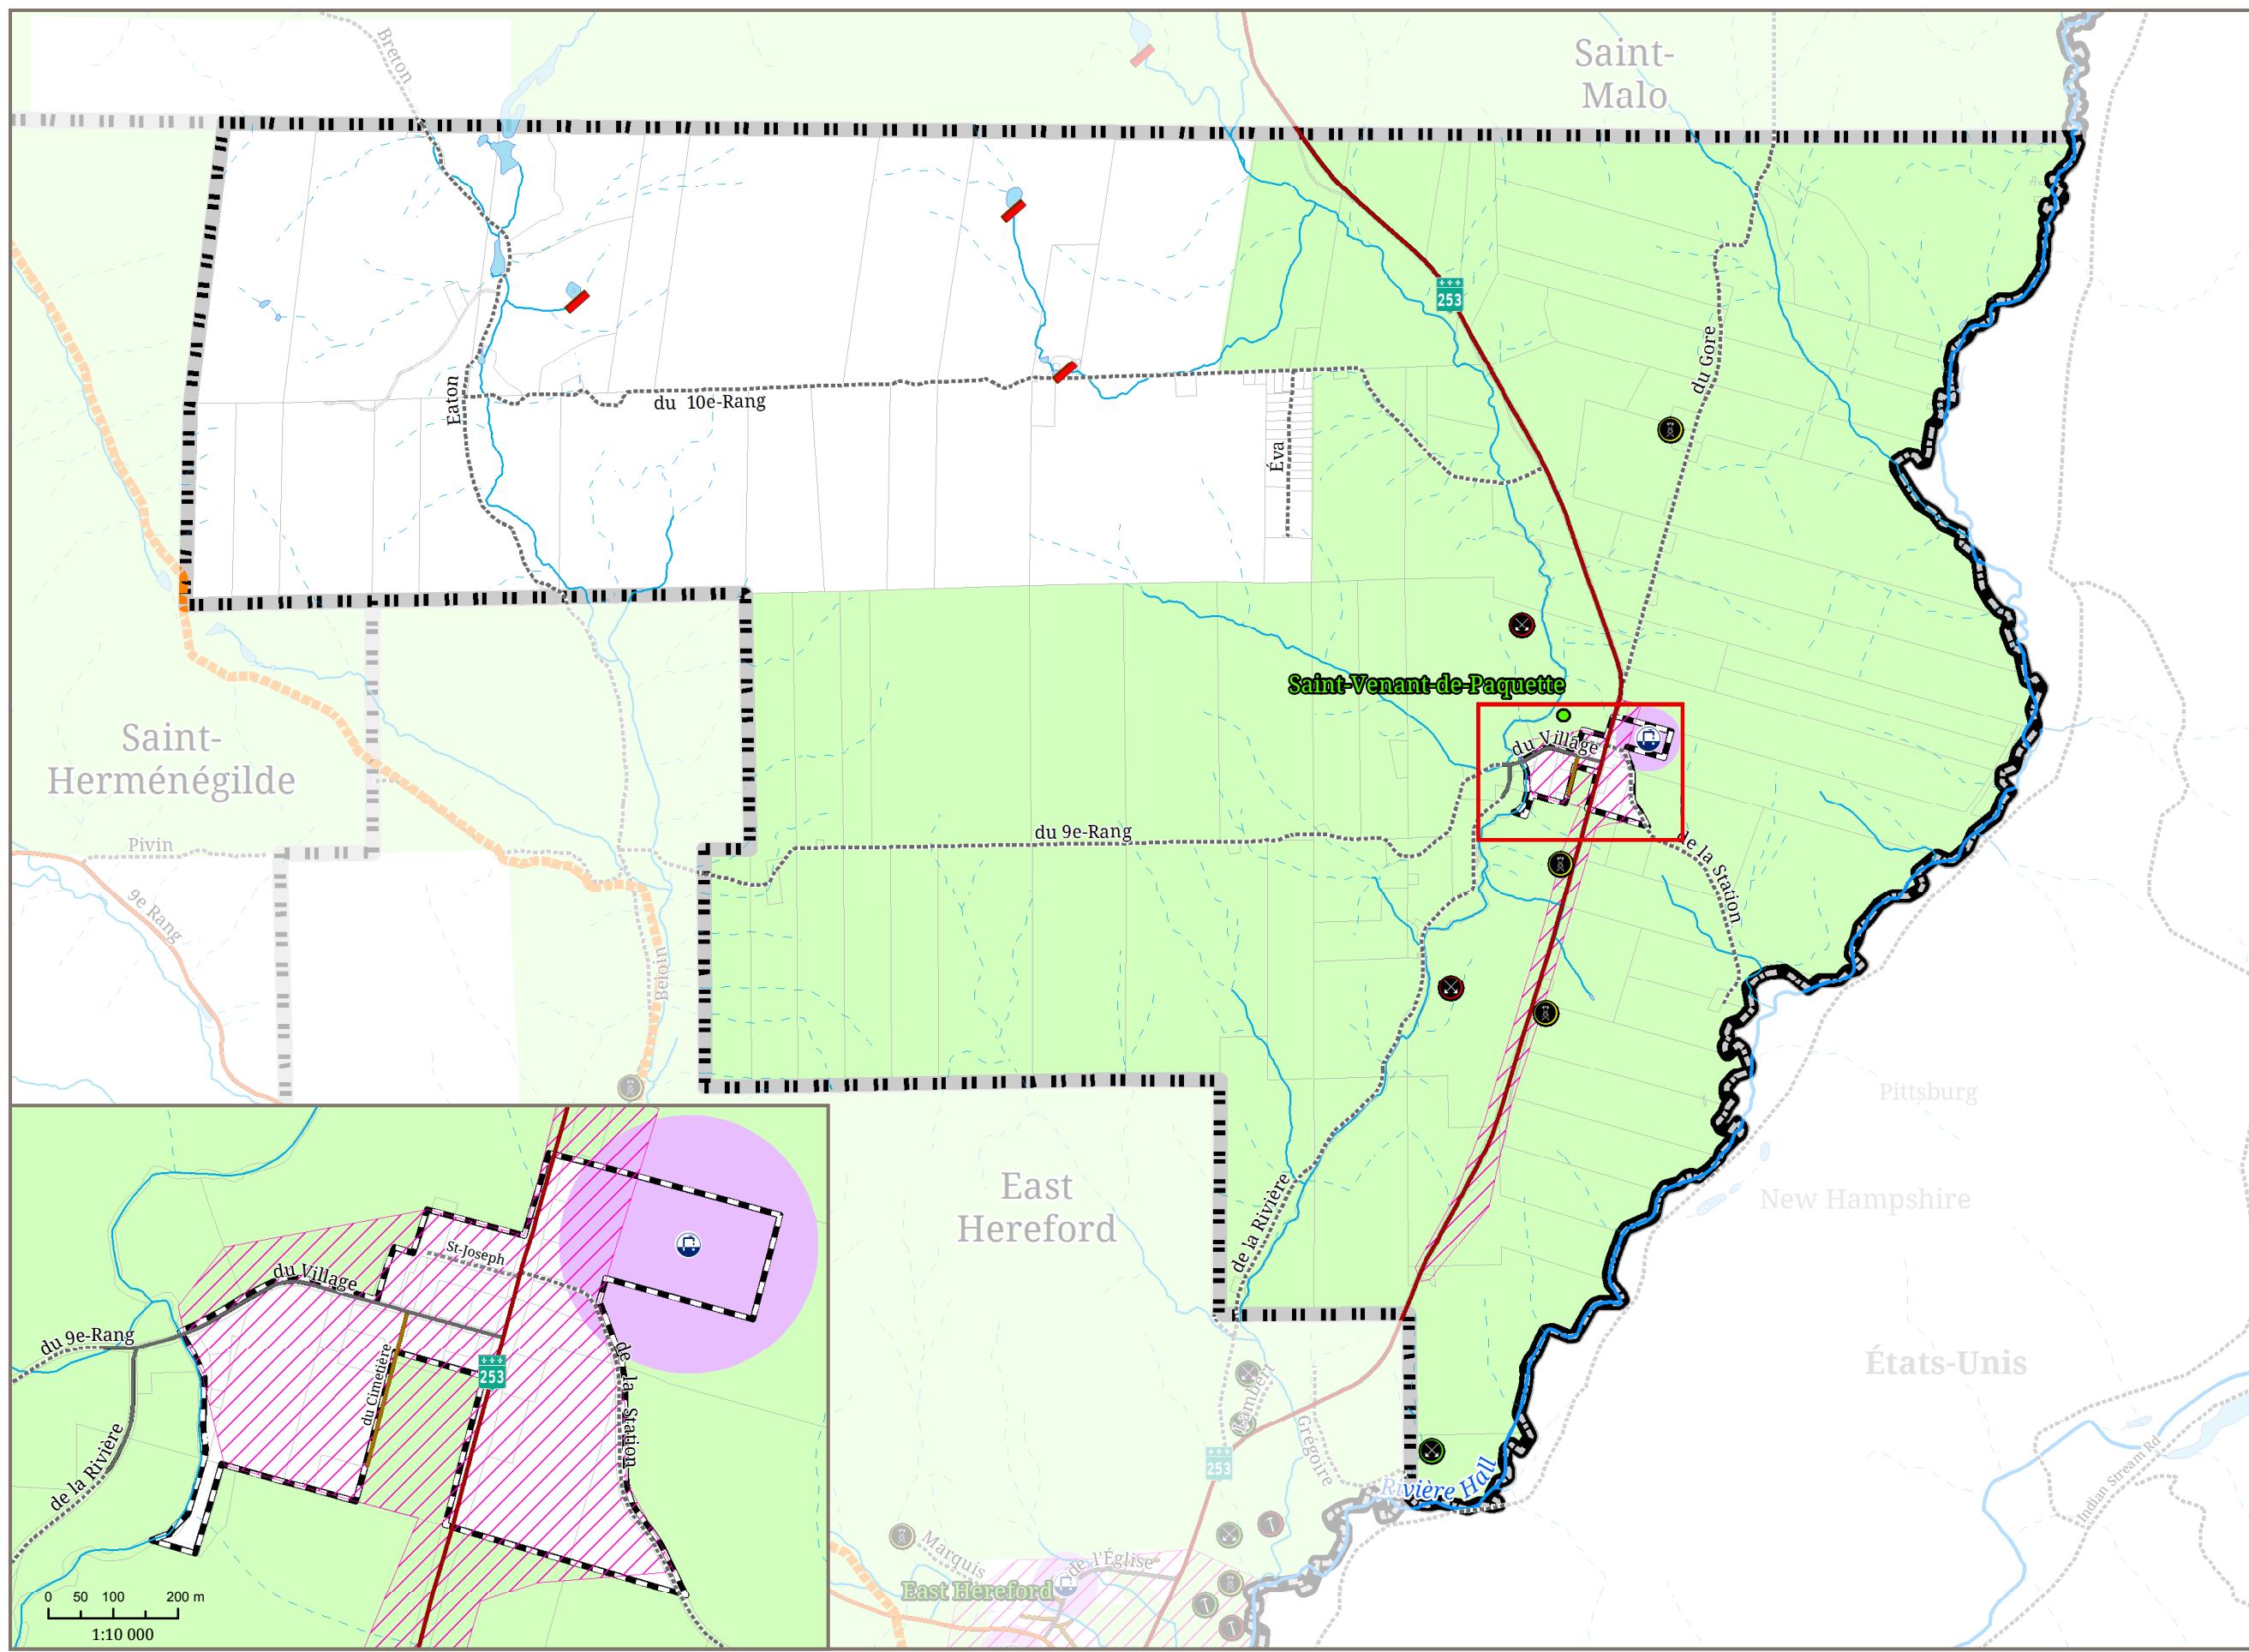 Breton
Saint-
Malo
253
du Gore
Eaton
du 10e-Rang
Éva
Saint-Venant-de-Paquette
du Village
Saint-
Herménégilde
du 9e-Rang
Pivin
de la Station
9e Rang
Beloin
Pittsburg
East
Hereford
New Hampshire
de la Rivière
États-Unis
Grégoire
253
Rivière Hall
Indian Stream Rd
Marquis
de l'Église
East Hereford
St-Joseph
du Village
du 9e-Rang
de la Station
du Cimetière
253
de la Rivière
0 50 100 200 m
1:10 000